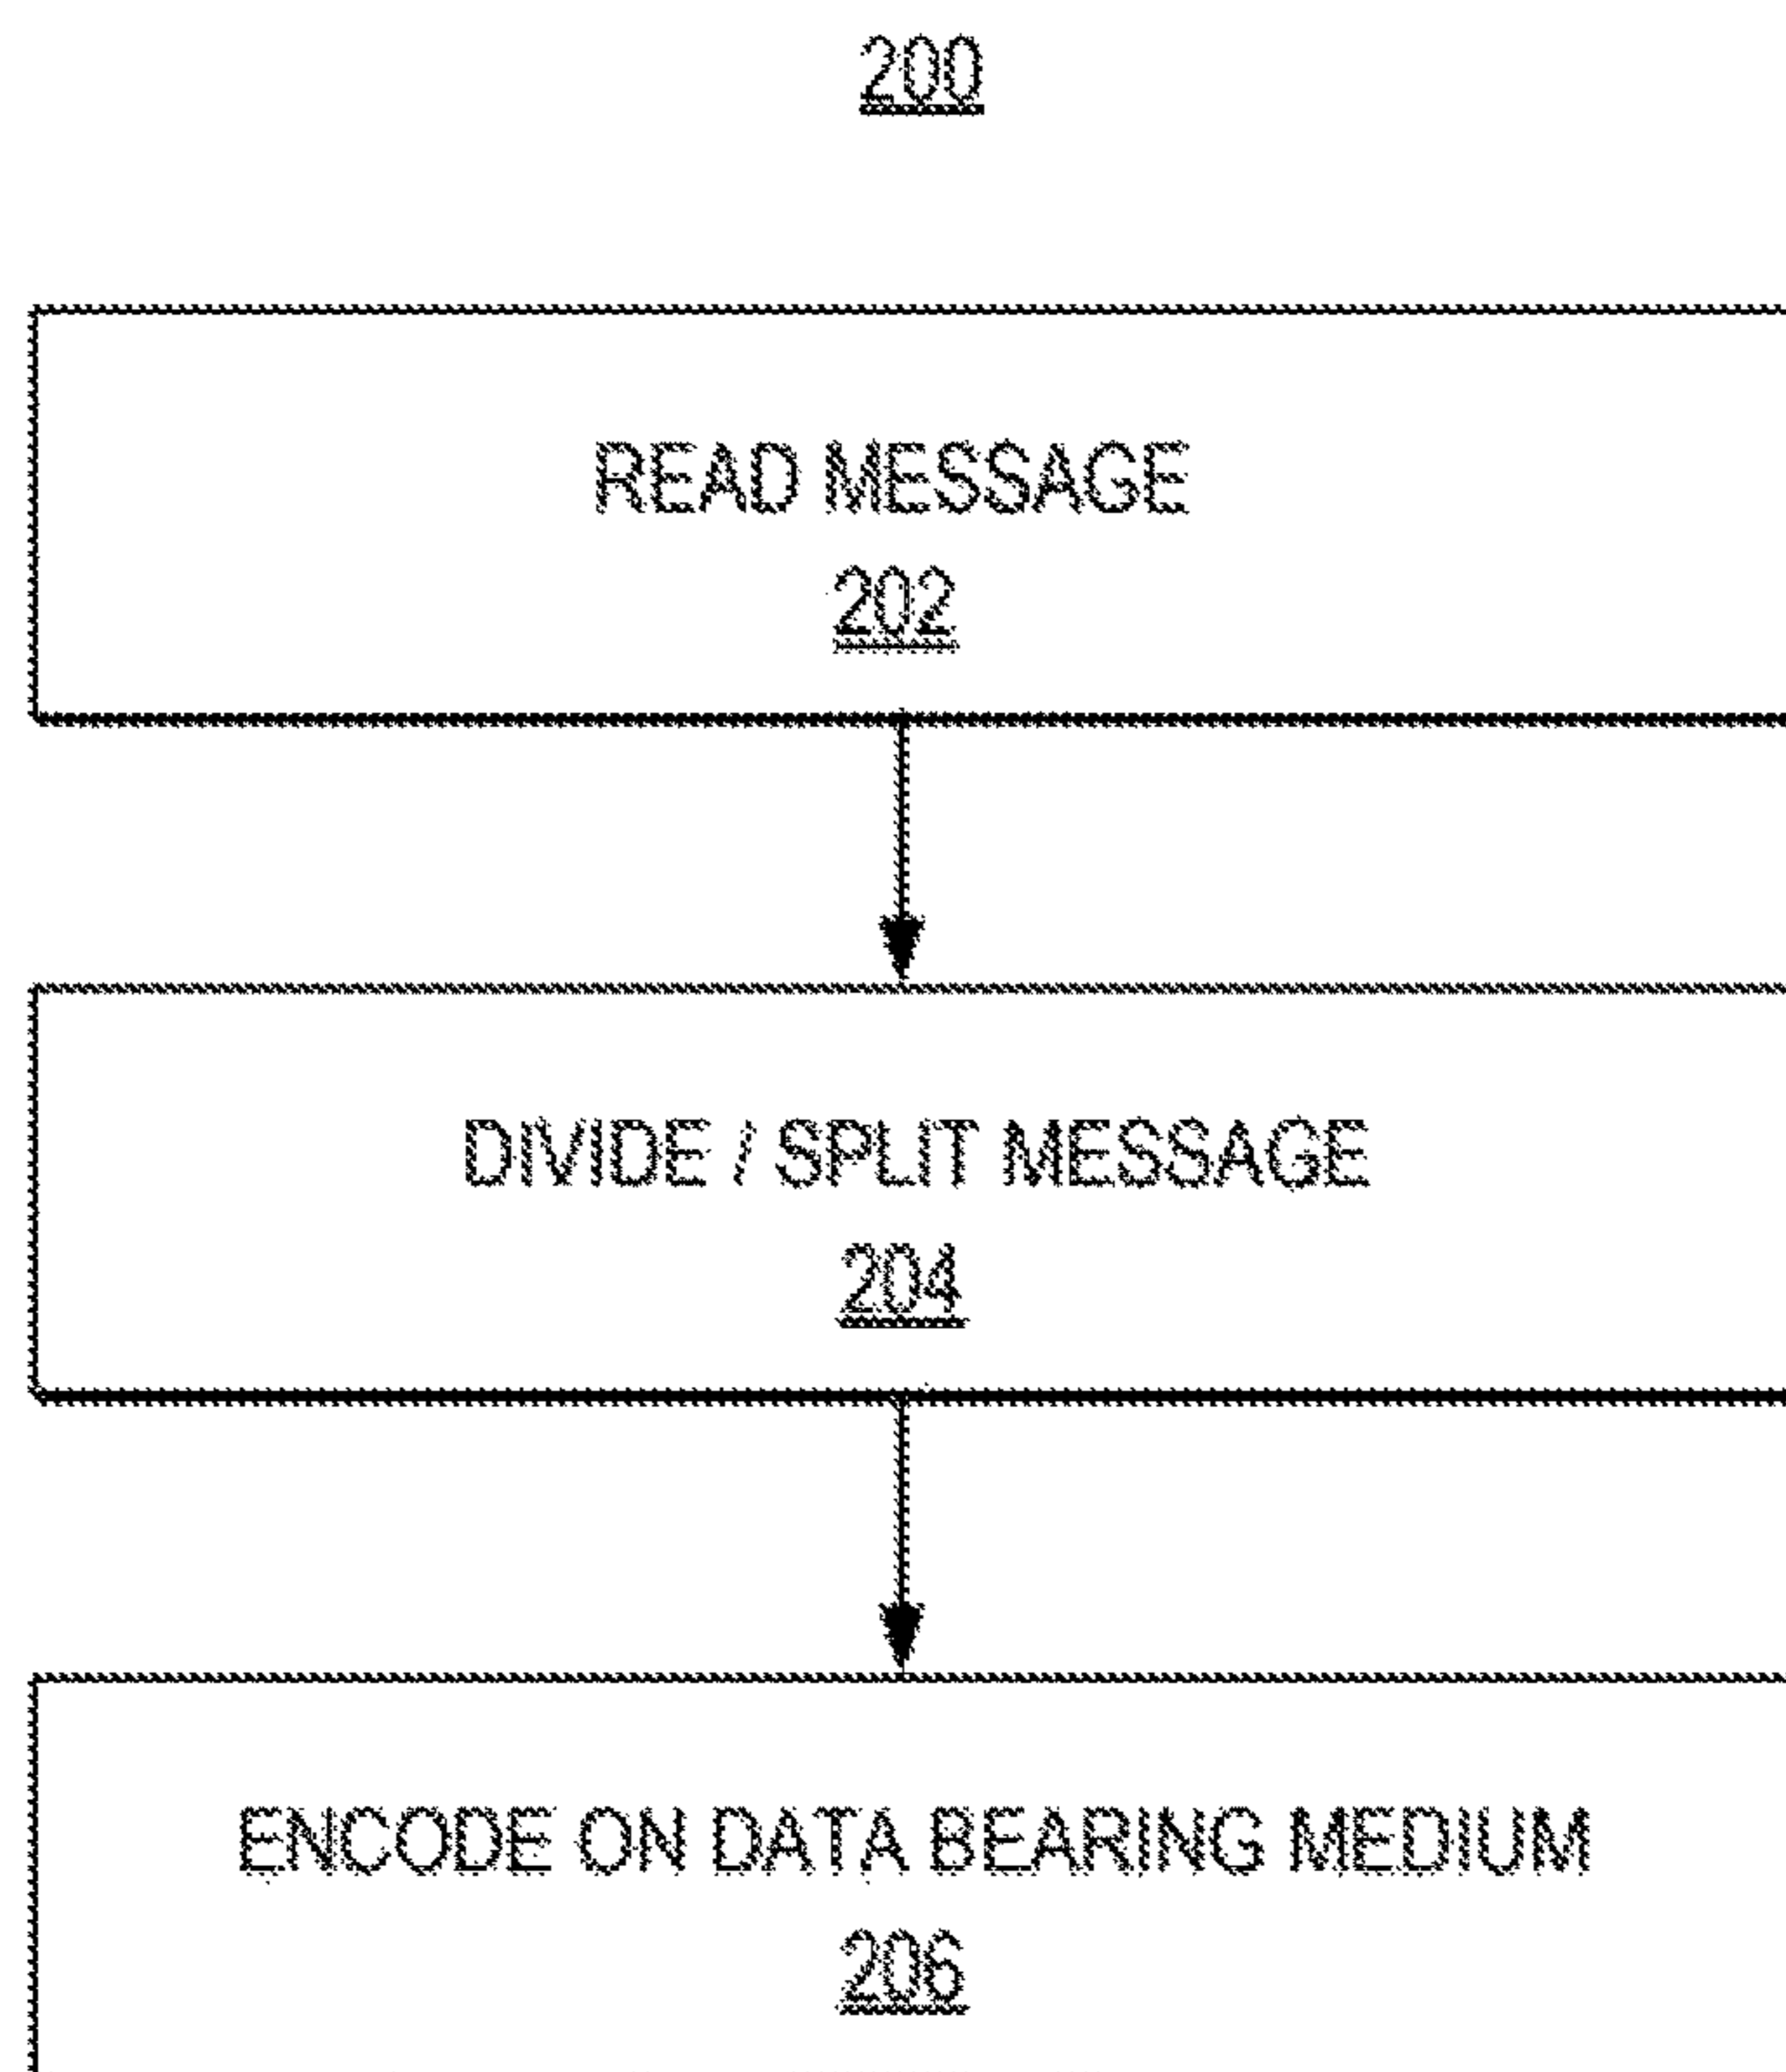 200
READ MESSAGE
202
DIVIDE / SPLIT MESSAGE
204
ENCODE ON DATA BEARING MEDIUM
206